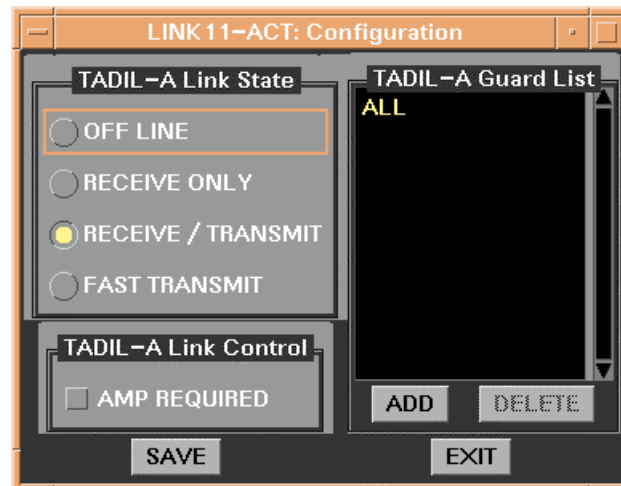 LINK11-ACT: Configuration
TADIL-A Link State
OFF LINE
RECEIVE ONLY
RECEIVE / TRANSMIT
FAST TRANSMIT
TADIL-A Link Control
AMP REQUIRED
TADIL-A Guard List
ALL
ADD
DELETE
SAVE
EXIT